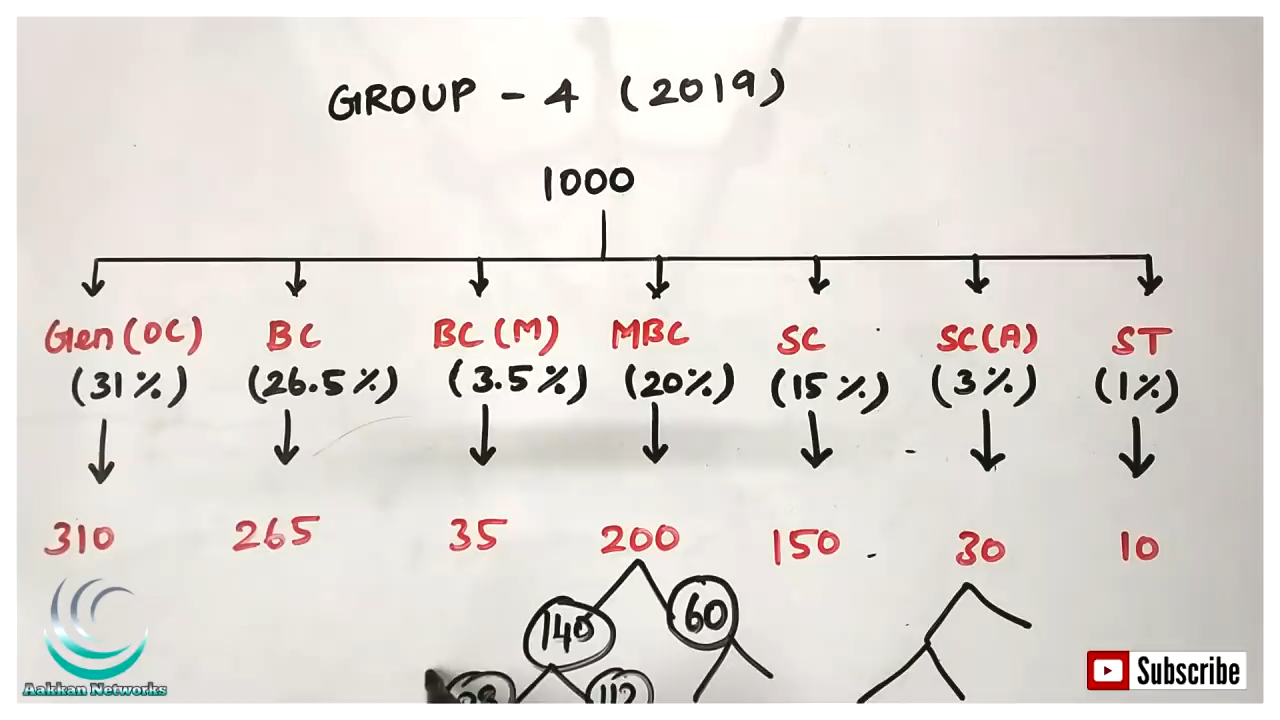 GROUP - 4 (2019)
1000
Gen(OC) BC BC(M) MBC SC SC(A) ST
(31%) (26.5%) (3.5%) (20%) (15%) (3%) (1%)
310 265 35 200 150 30 10
140 60
112
Aakkan Networks
Subscribe